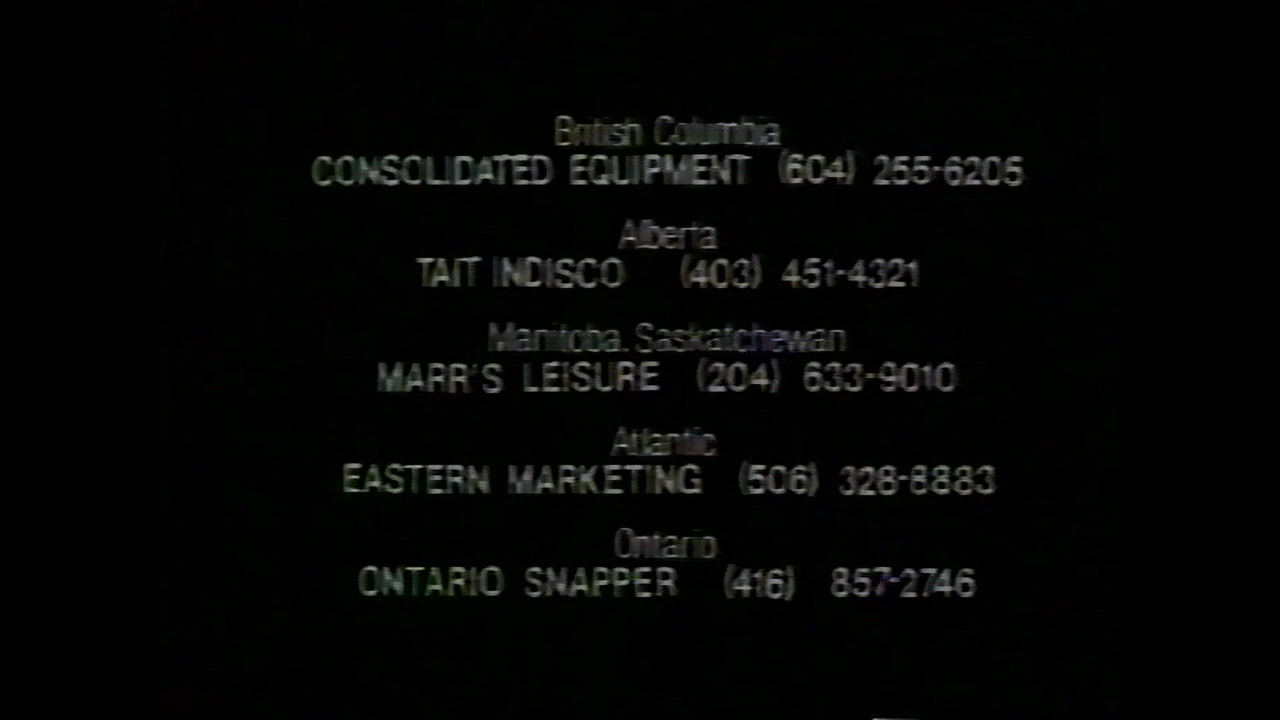 British Columbia
CONSOLIDATED EQUIPMENT (604) 255-6205
Alberta
TAIT INDISCO (403) 451-4321
Manitoba, Saskatchewan
MARR'S LEISURE (204) 633-9010
Atlantic
EASTERN MARKETING (506) 328-8883
Ontario
ONTARIO SNAPPER (416) 857-2746